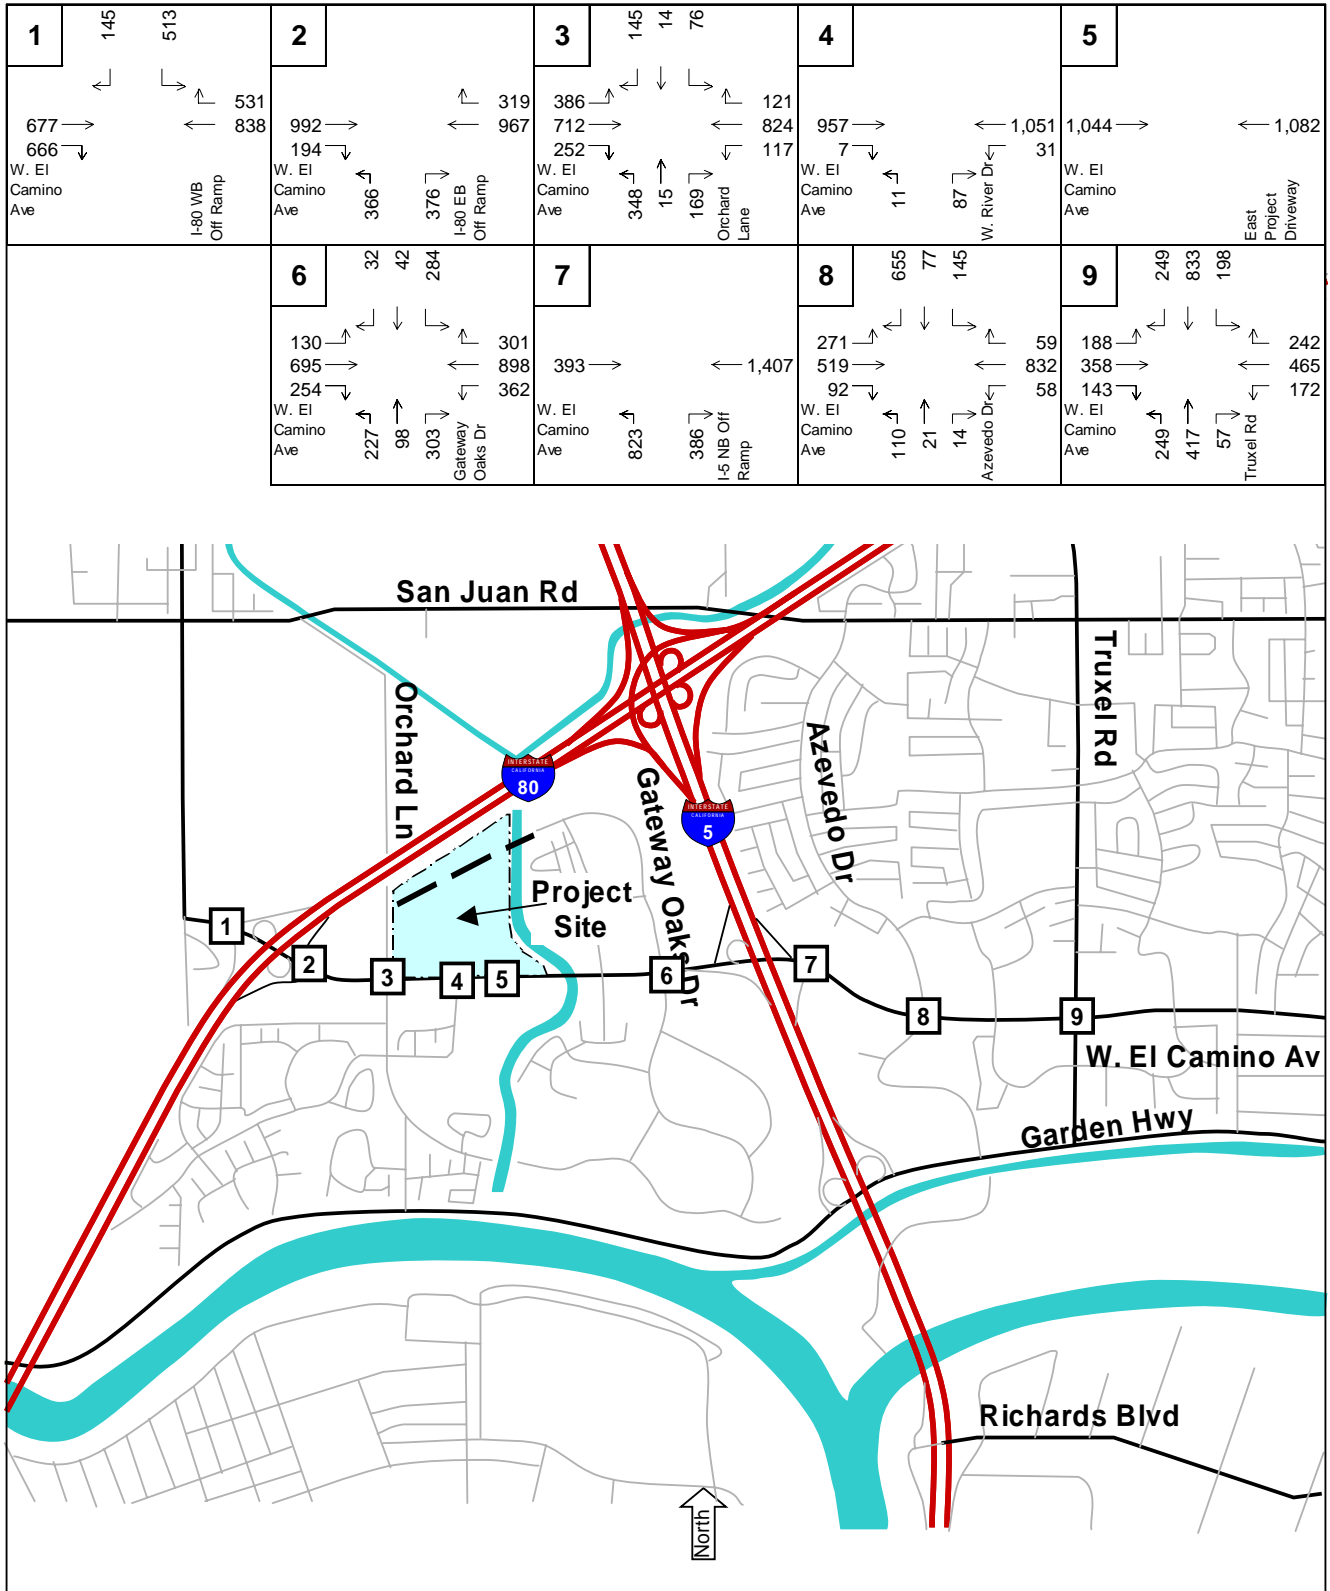 1
145
513
531
838
677
666
W. El
Camino
Ave
I-80 WB
Off Ramp
2
319
967
992
194
W. El
Camino
Ave
366
376
I-80 EB
Off Ramp
3
145
14
76
386
712
252
121
824
117
W. El
Camino
Ave
348
15
169
Orchard
Lane
4
957
7
1,051
31
W. El
Camino
Ave
11
87
W. River Dr
5
1,044
1,082
W. El
Camino
Ave
East
Project
Driveway
6
32
42
284
130
695
254
301
898
362
W. El
Camino
Ave
227
98
303
Gateway
Oaks Dr
7
393
1,407
W. El
Camino
Ave
823
386
I-5 NB Off
Ramp
8
655
77
145
271
519
92
59
832
58
W. El
Camino
Ave
110
21
14
Azevedo Dr
9
249
833
198
188
358
143
242
465
172
W. El
Camino
Ave
249
417
57
Truxel Rd
San Juan Rd
Orchard Ln
Truxel Rd
Azevedo Dr
Gateway Oaks Dr
INTERSTATE
CALIFORNIA
80
INTERSTATE
CALIFORNIA
5
Project
Site
1
2
3
4
5
6
7
8
9
W. El Camino Av
Garden Hwy
Richards Blvd
North